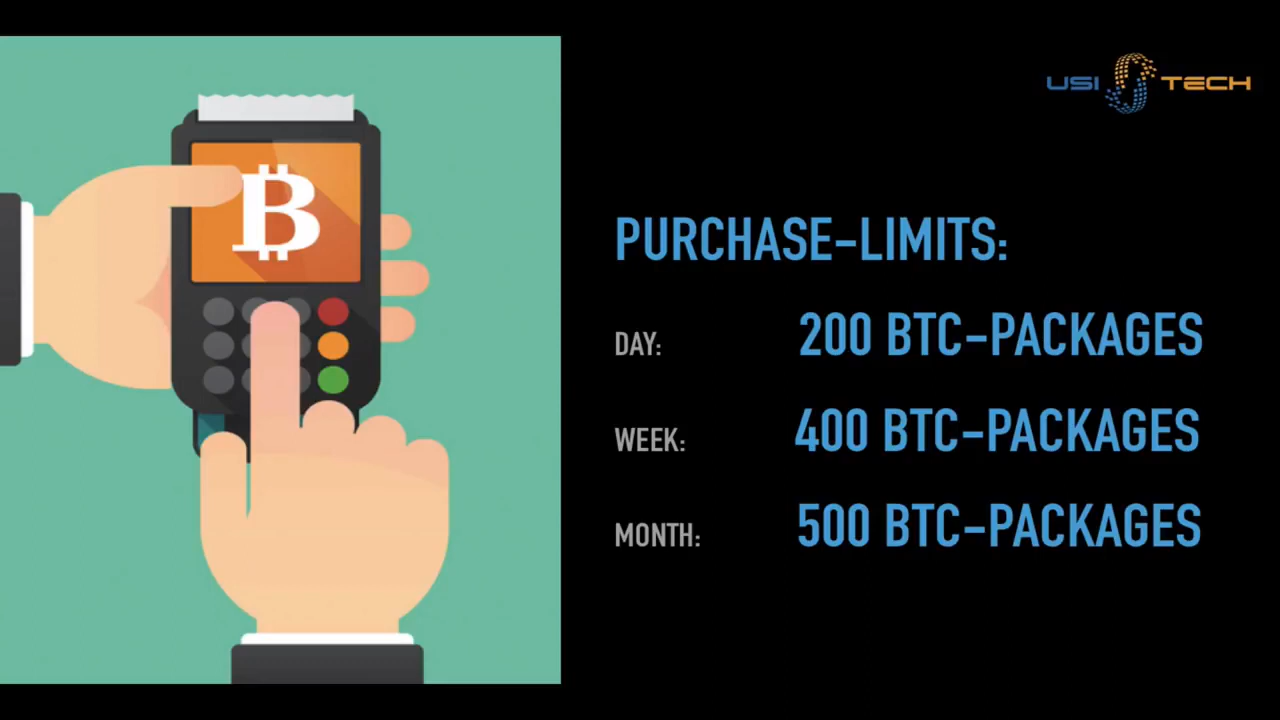 USI TECH
PURCHASE-LIMITS:
DAY: 200 BTC-PACKAGES
WEEK: 400 BTC-PACKAGES
MONTH: 500 BTC-PACKAGES